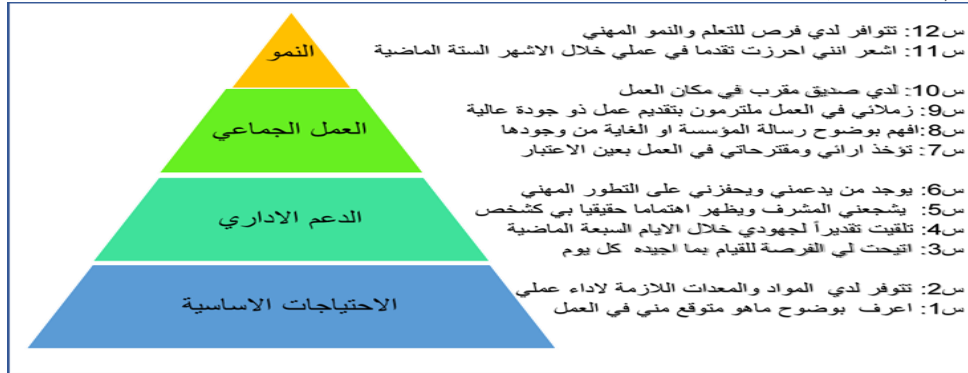 س12: تتوافر لدي فرص للتعلم والنمو المهني
س11: اشعر انني احرزت تقدما في عملي خلال الاشهر الستة الماضية
النمو
س10: لدي صديق مقرب في مكان العمل
س9: زملائي في العمل ملتزمون بتقديم عمل ذو جودة عالية
س8:افهم بوضوح رسالة المؤسسة او الغاية من وجودها
س7: تؤخذ ارائي ومقترحاتي في العمل بعين الاعتبار
العمل الجماعي
س6: يوجد من يدعمني ويحفزني على التطور المهني
س5: يشجعني المشرف ويظهر اهتماما حقيقيا بي كشخص
س4: تلقيت تقديراً لجهودي خلال الايام السبعة الماضية
س3: اتيحت لي الفرصة للقيام بما اجيده كل يوم
الدعم الاداري
س2: تتوفر لدي المواد والمعدات اللازمة لاداء عملي
س1: اعرف بوضوح ماهو متوقع مني في العمل
الاحتياجات الاساسية